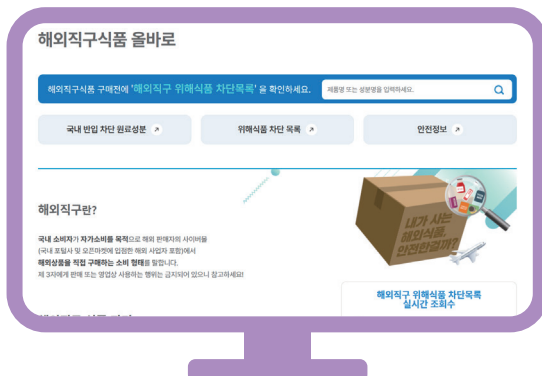 해외직구식품 올바로
해외직구식품 구매전에 '해외직구 위해식품 차단목록' 을 확인하세요.
제품명 또는 성분명을 입력하세요.
국내 반입 차단 원료성분
위해식품 차단 목록
안전정보
해외직구란?
국내 소비자가 자가소비를 목적으로 해외 판매자의 사이버몰
(국내 포털사 및 오픈마켓에 입점한 해외 사업자 포함)에서
해외상품을 직접 구매하는 소비 형태를 말합니다.
제 3자에게 판매 또는 영업상 사용하는 행위는 금지되어 있으니 참고하세요!
내가 사는
해외식품,
안전한걸까?
해외직구 위해식품 차단목록
실시간 조회수